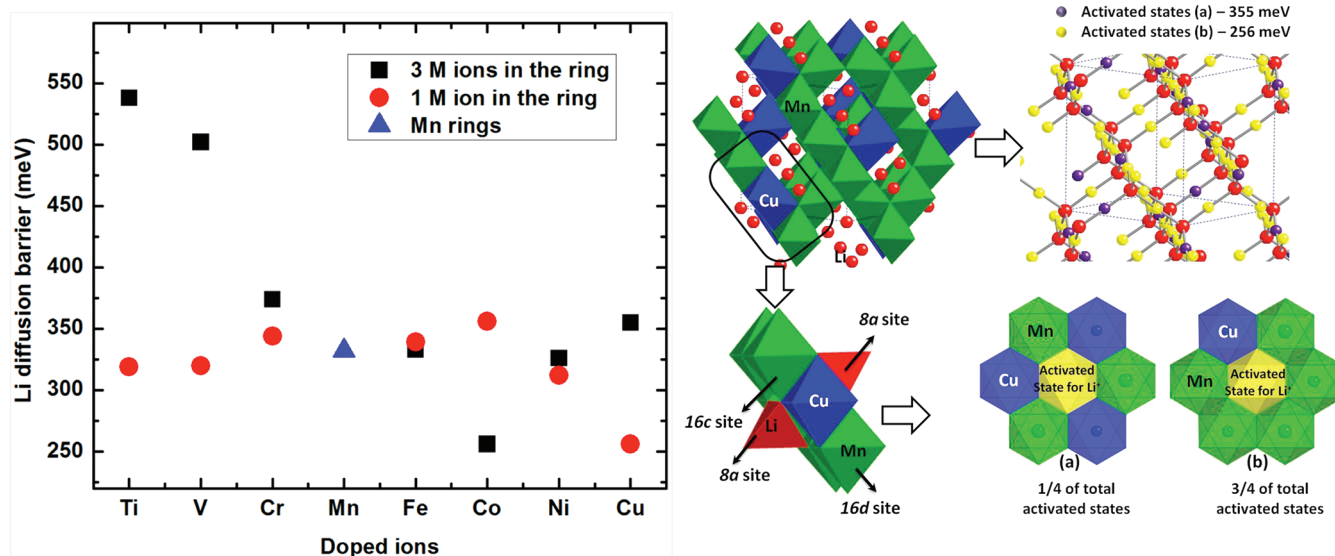 550
500
450
400
350
300
250
Li diffusion barrier (meV)
3 M ions in the ring
1 M ion in the ring
Mn rings
Ti V Cr Mn Fe Co Ni Cu
Doped ions
Mn
Cu
Li
Activated states (a) – 355 meV
Activated states (b) – 256 meV
8a site
Cu
16c site
Li
Mn
8a site
16d site
Mn
Cu
Activated
State for Li⁺
(a)
1/4 of total
activated states
Cu
Mn
Activated
State for Li⁺
(b)
3/4 of total
activated states